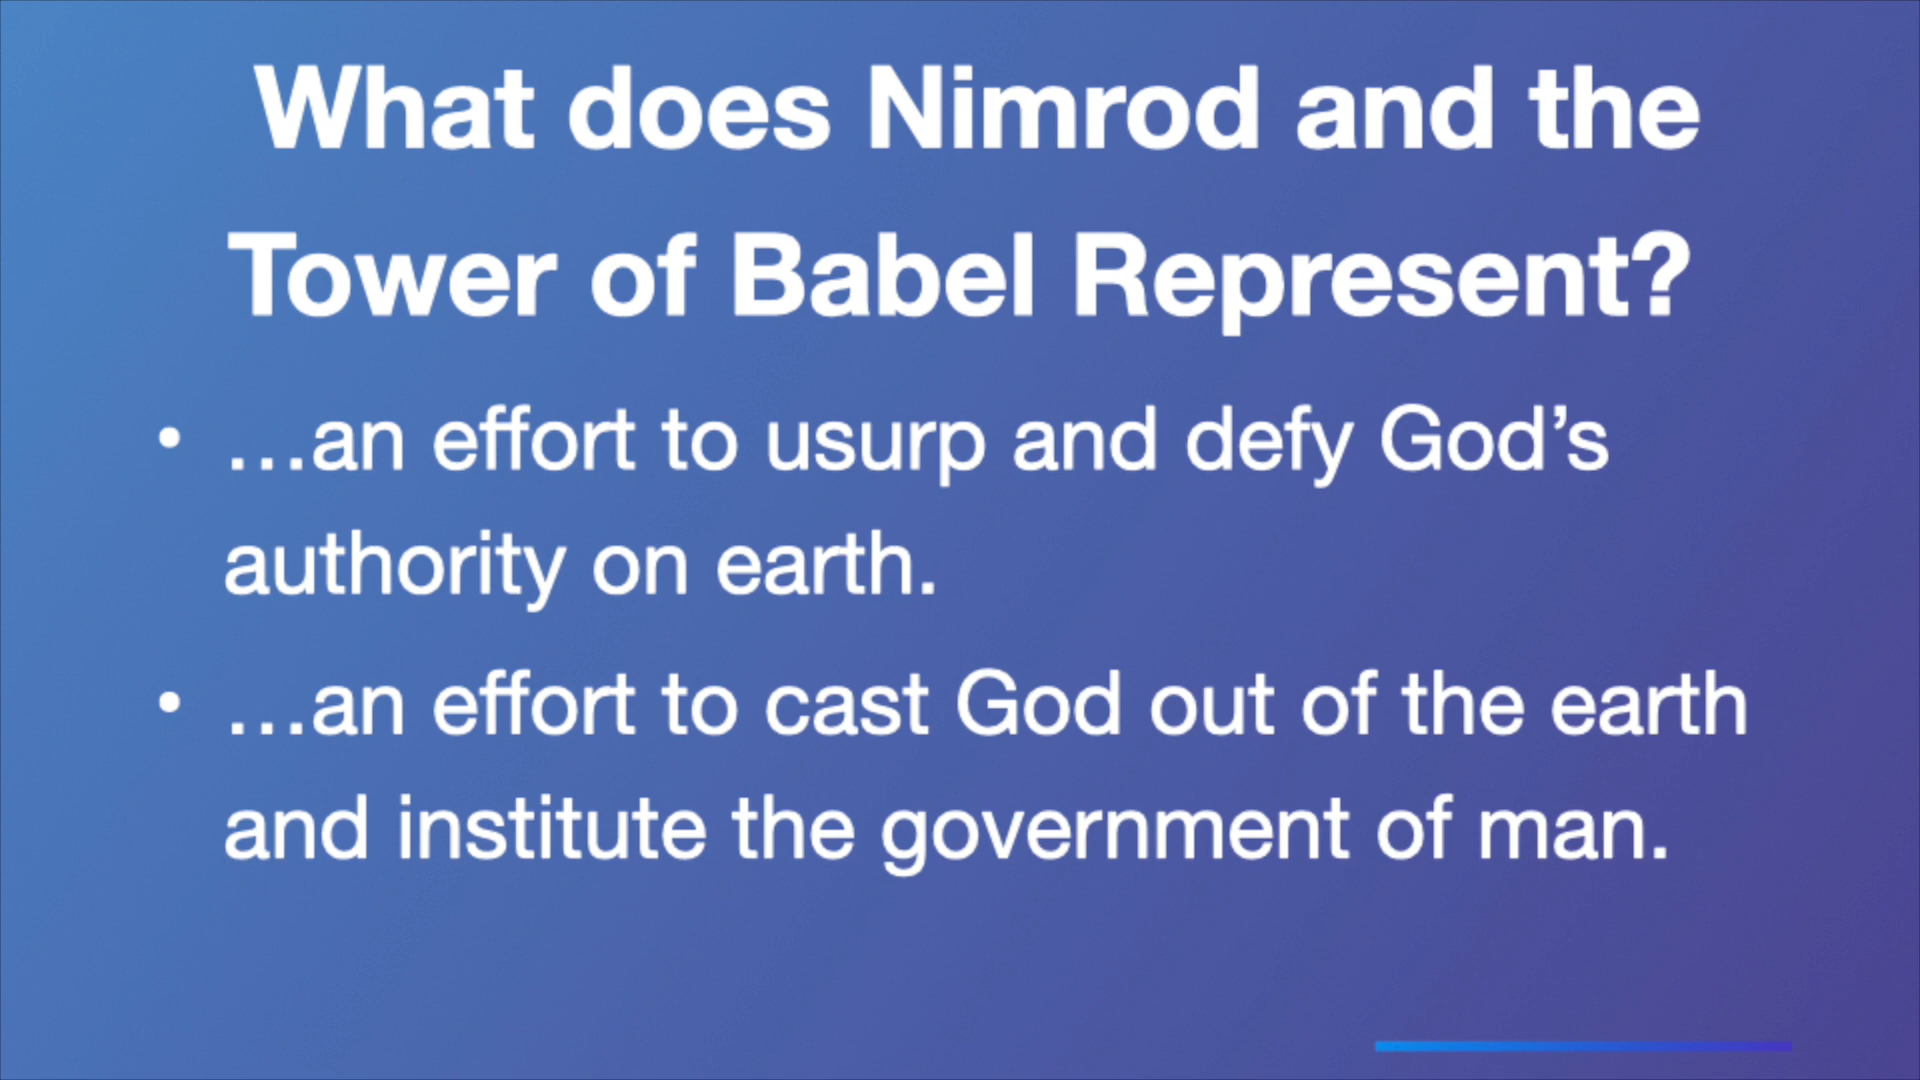 What does Nimrod and the
Tower of Babel Represent?
• …an effort to usurp and defy God’s
authority on earth.
• …an effort to cast God out of the earth
and institute the government of man.